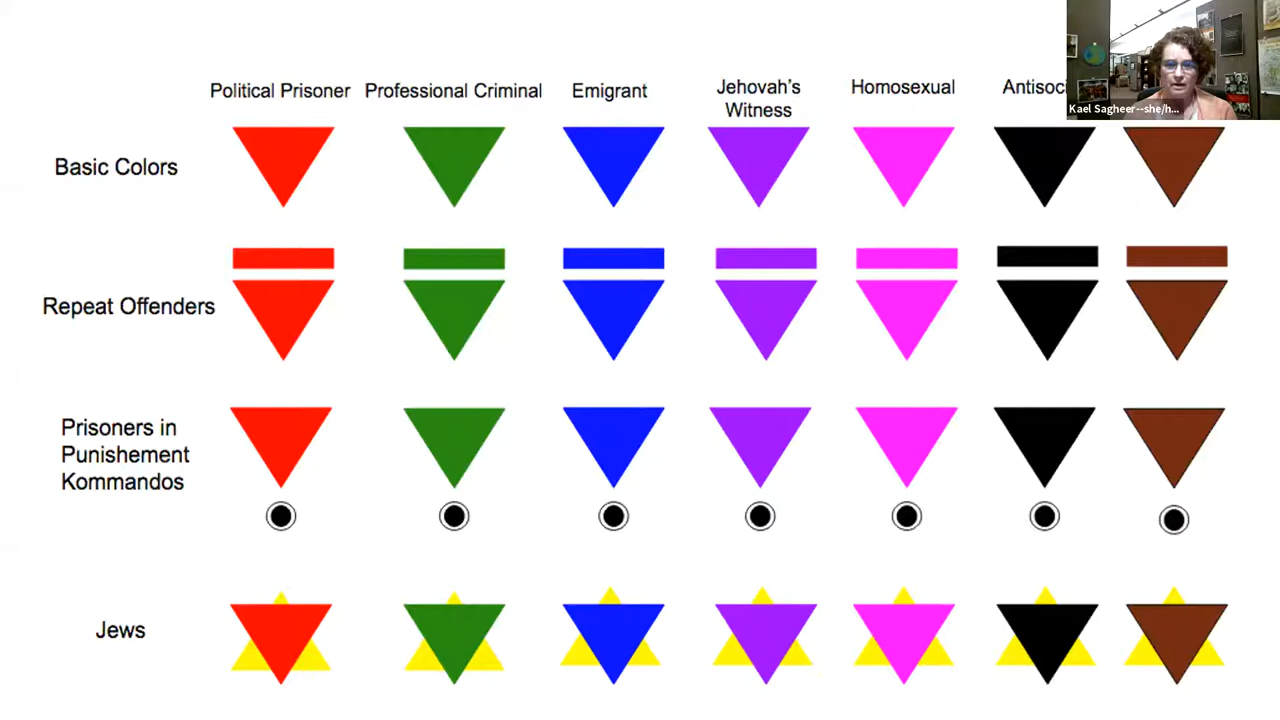 Political Prisoner
Professional Criminal
Emigrant
Jehovah's
Witness
Homosexual
Kael Sagheer--she/h...
Basic Colors
Repeat Offenders
Prisoners in
Punishement
Kommandos
Jews